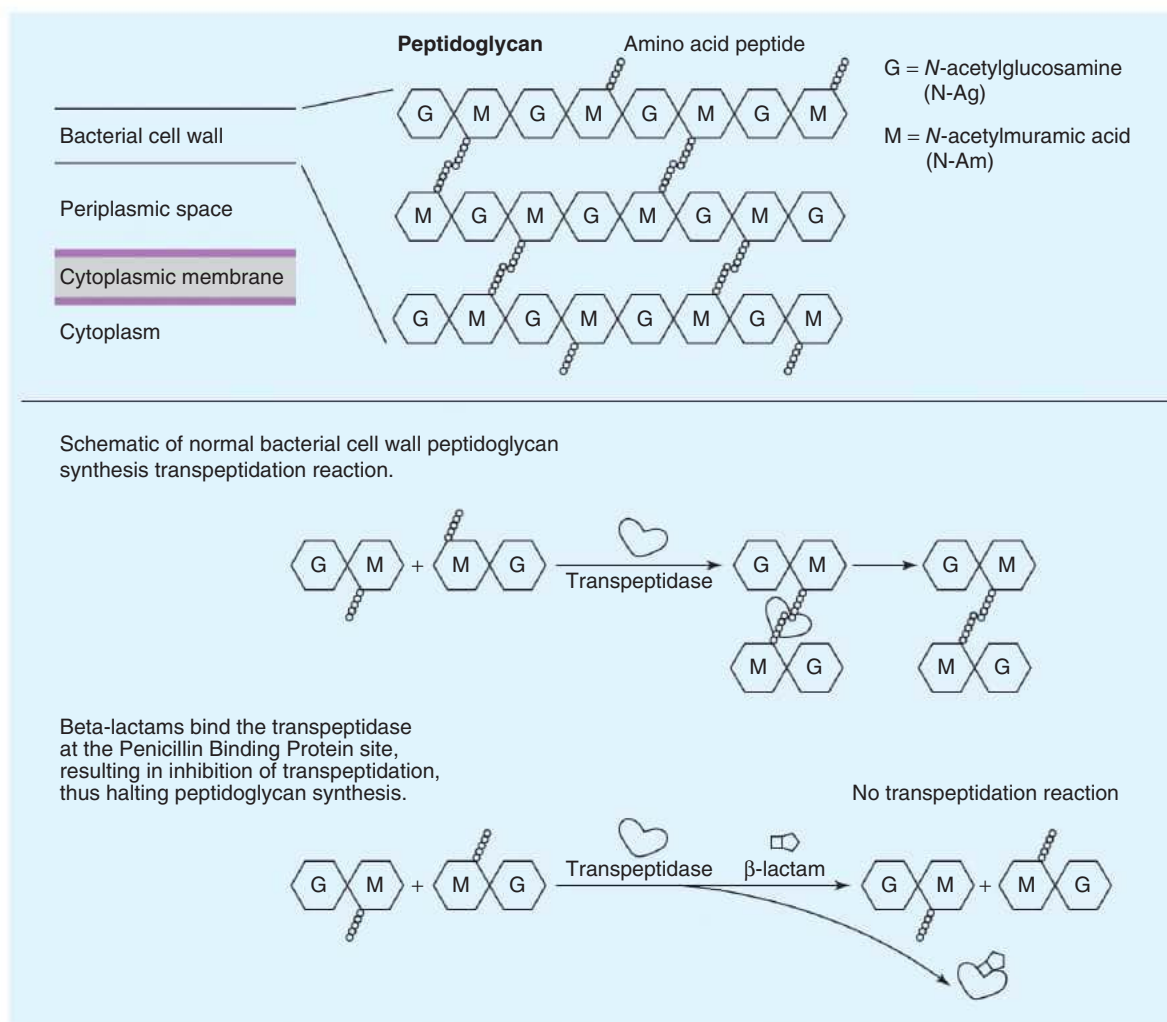 Peptidoglycan
Amino acid peptide
G = N-acetylglucosamine
(N-Ag)
M = N-acetylmuramic acid
(N-Am)
Bacterial cell wall
Periplasmic space
Cytoplasmic membrane
Cytoplasm
G M G M G M G M
M G M G M G M G
G M G M G M G M
Schematic of normal bacterial cell wall peptidoglycan
synthesis transpeptidation reaction.
G M + M G
Transpeptidase
G M
M G
G M
M G
Beta-lactams bind the transpeptidase
at the Penicillin Binding Protein site,
resulting in inhibition of transpeptidation,
thus halting peptidoglycan synthesis.
No transpeptidation reaction
G M + M G
Transpeptidase
β-lactam
G M + M G